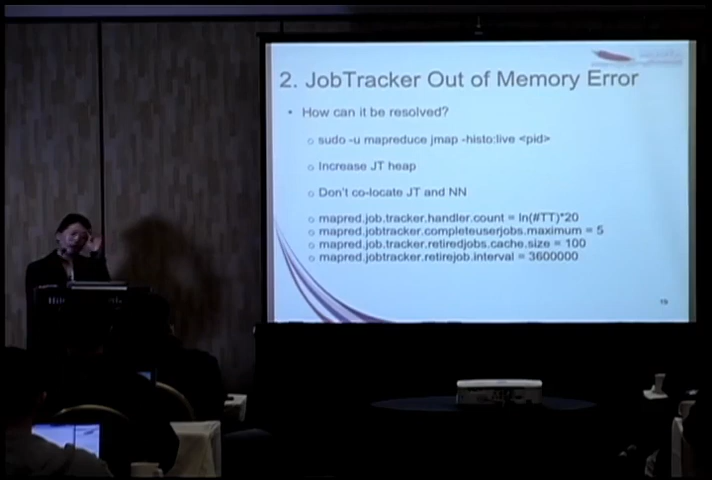 2. JobTracker Out of Memory Error
• How can it be resolved?
o sudo -u mapreduce jmap -histo:live <pid>
o Increase JT heap
o Don't co-locate JT and NN
o mapred.job.tracker.handler.count = ln(#TT)*20
o mapred.jobtracker.completeuserjobs.maximum = 5
o mapred.job.tracker.retiredjobs.cache.size = 100
o mapred.jobtracker.retirejob.interval = 3600000
19